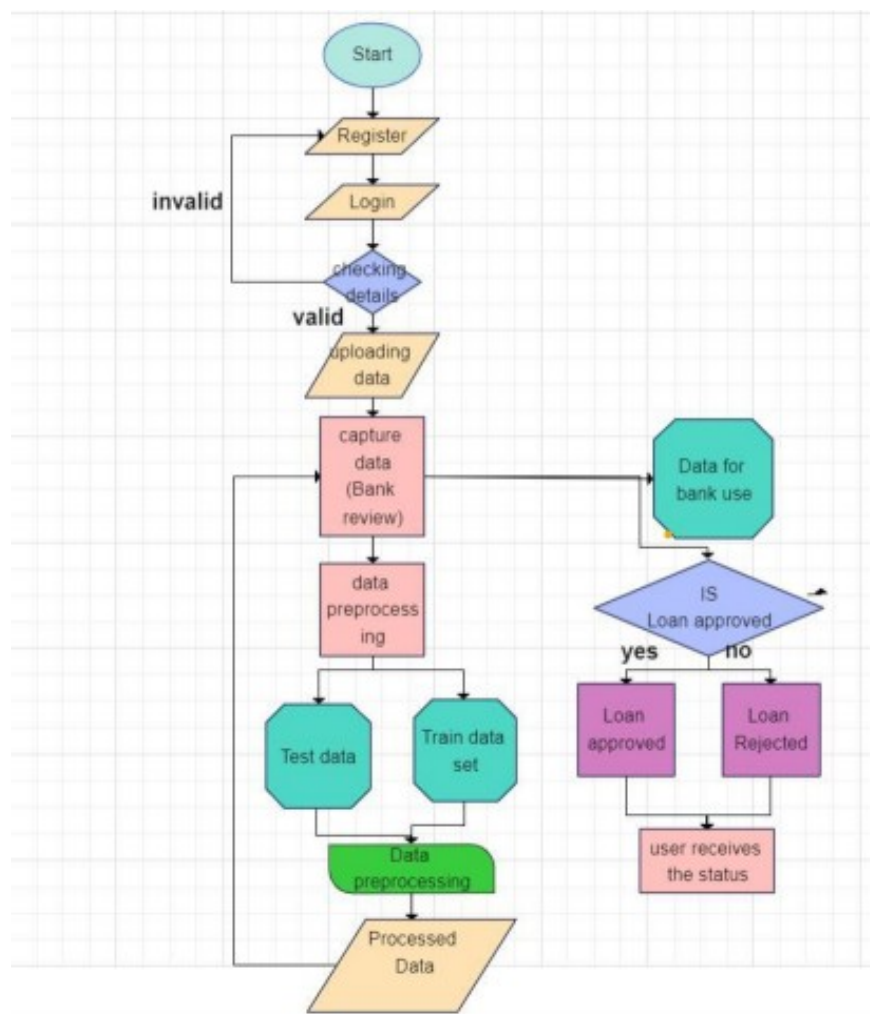 Start
Register
invalid
Login
checking
details
valid
uploading
data
capture
data
(Bank
review)
Data for
bank use
data
preprocess
ing
IS
Loan approved
yes
no
Test data
Train data
set
Loan
approved
Loan
Rejected
Data
preprocessing
user receives
the status
Processed
Data